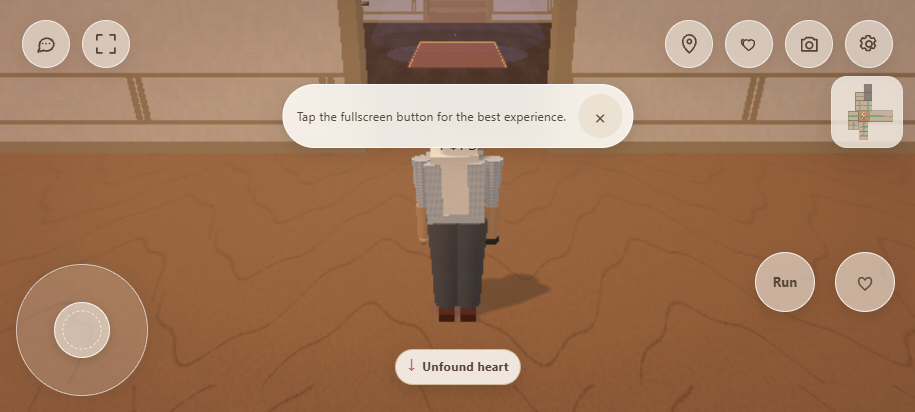 Tap the fullscreen button for the best experience.
Run
Unfound heart